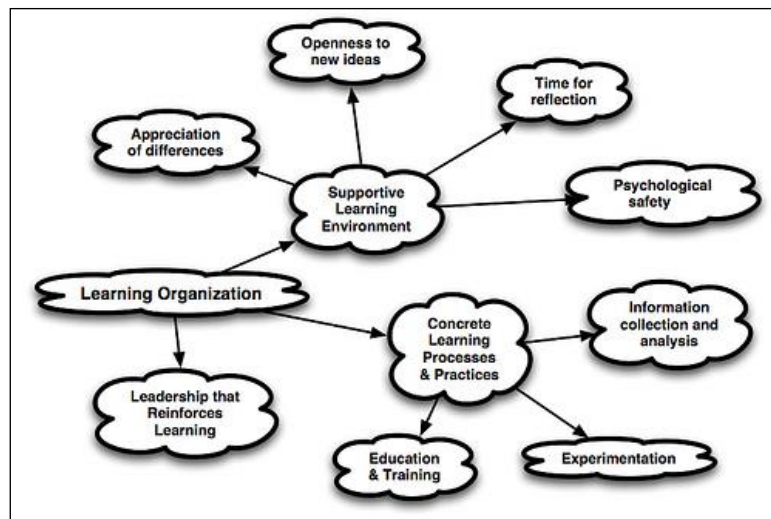 Openness to
new ideas
Time for
reflection
Appreciation
of differences
Supportive
Learning
Environment
Psychological
safety
Learning Organization
Information
collection and
analysis
Concrete
Learning
Processes
& Practices
Leadership that
Reinforces
Learning
Education
& Training
Experimentation